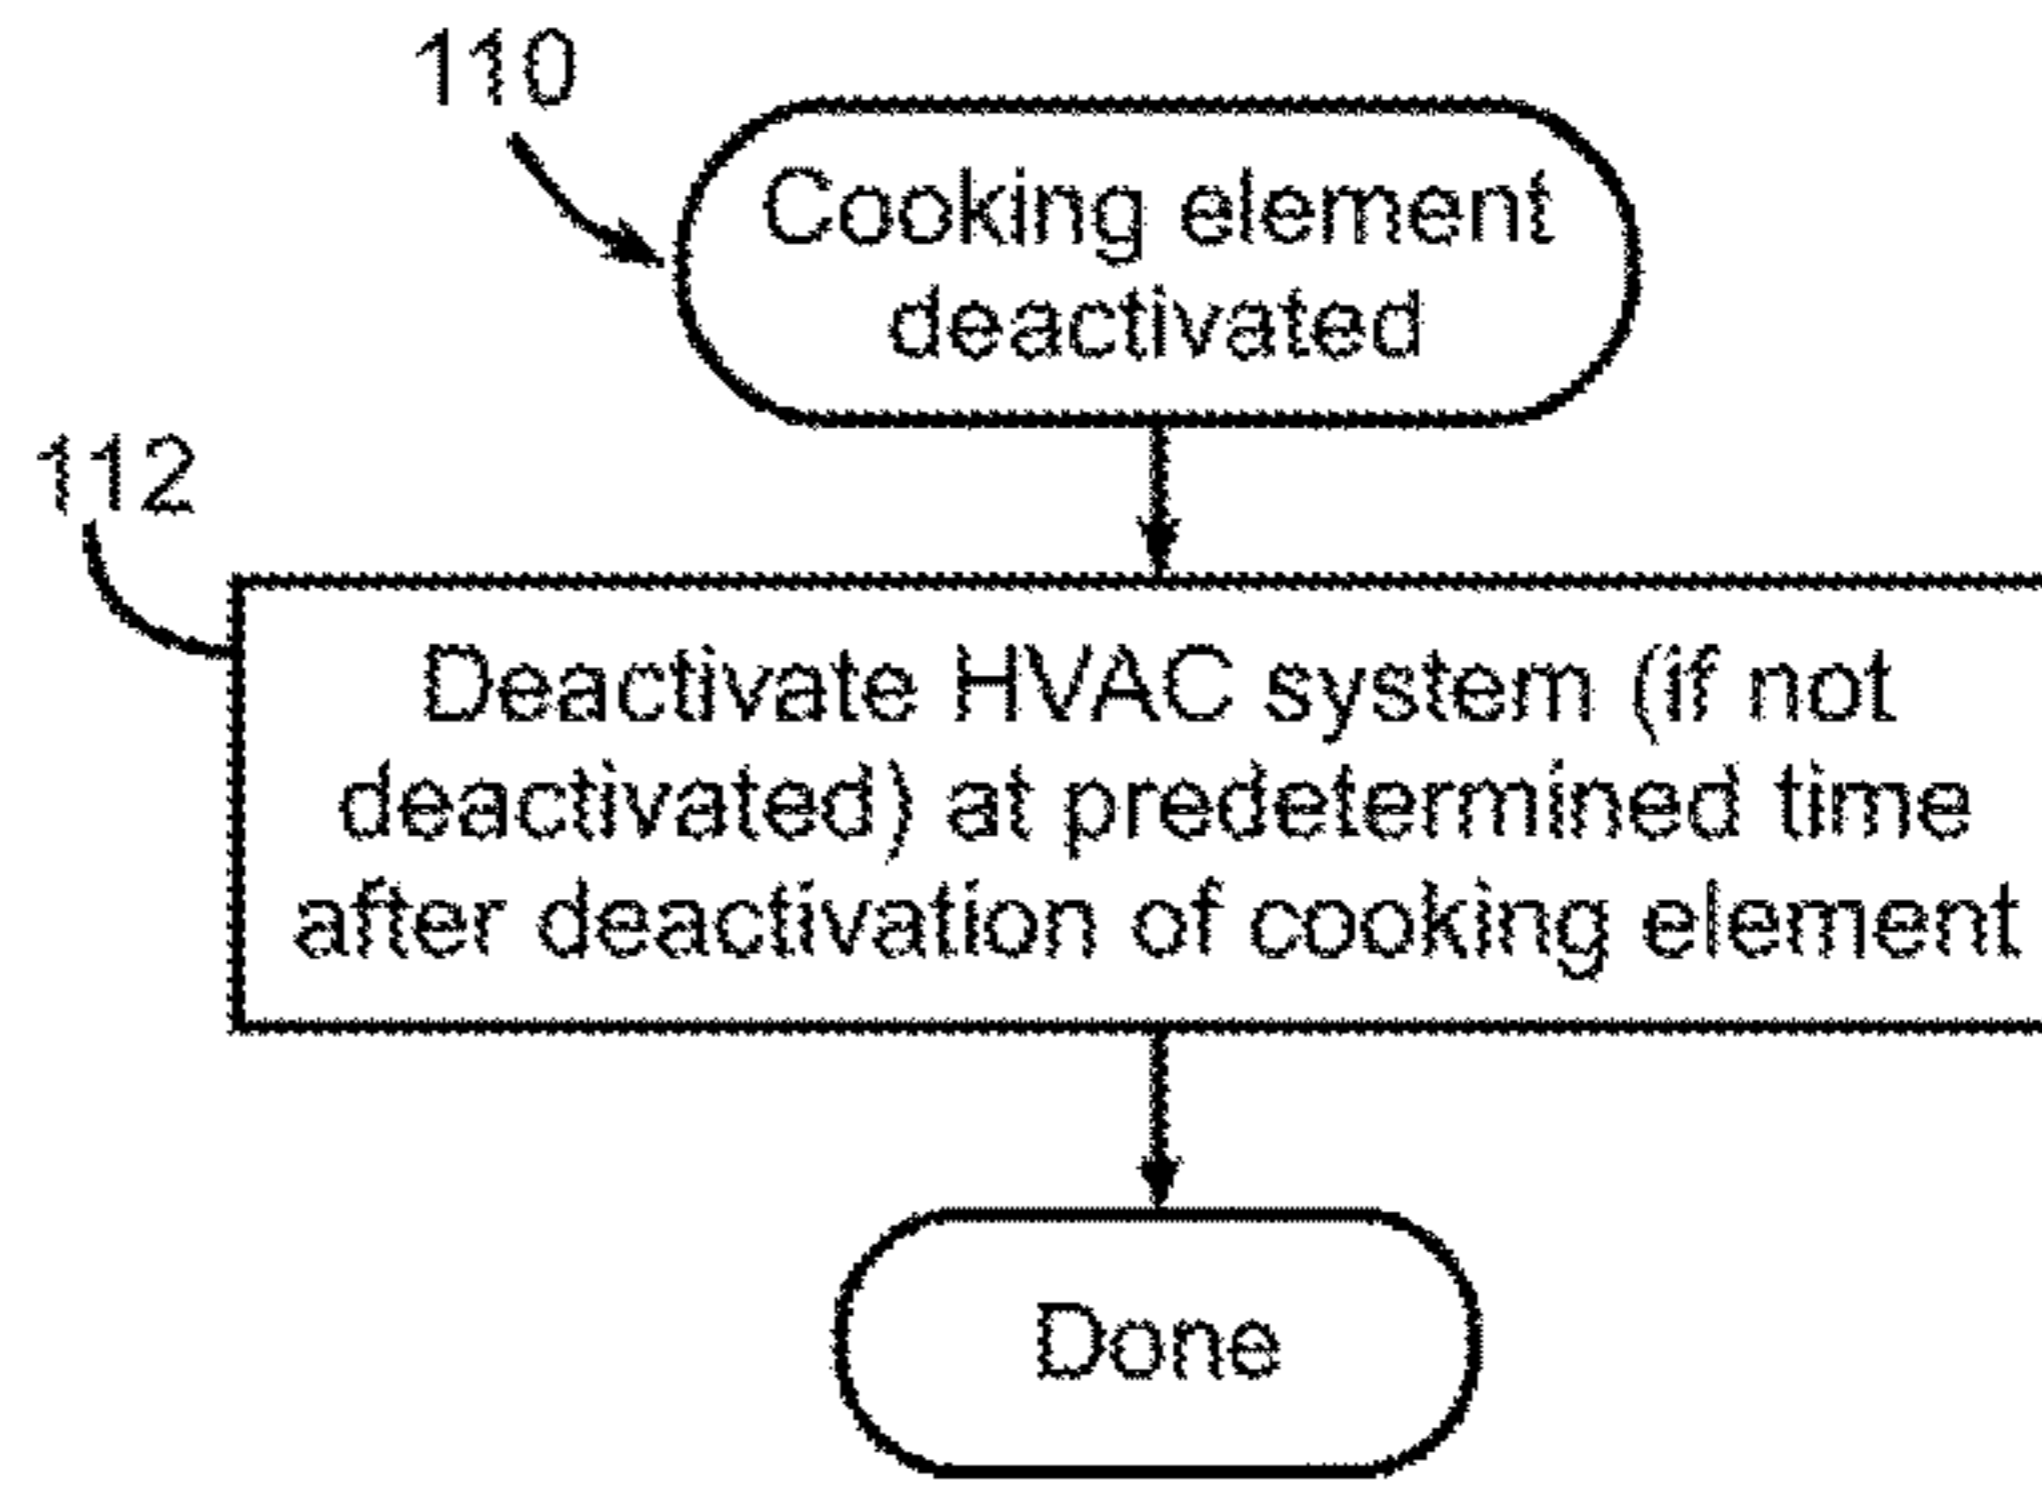 110
Cooking element
deactivated
112
Deactivate HVAC system (if not
deactivated) at predetermined time
after deactivation of cooking element
Done